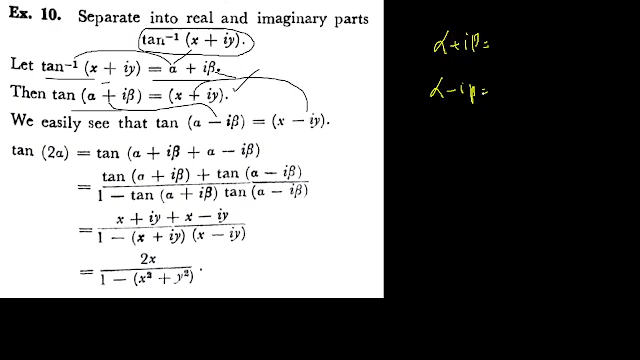 Ex. 10. Separate into real and imaginary parts
tan⁻¹ (x + iy).
Let tan⁻¹ (x + iy) = α + iβ.
Then tan (α + iβ) = (x + iy).
We easily see that tan (α − iβ) = (x − iy).
tan (2α) = tan (α + iβ + α − iβ)
= tan (α + iβ) + tan (α − iβ) / 1 − tan (α + iβ) tan (α − iβ)
= x + iy + x − iy / 1 − (x + iy) (x − iy)
= 2x / 1 − (x² + y²) .
α + iβ =
α − iβ =